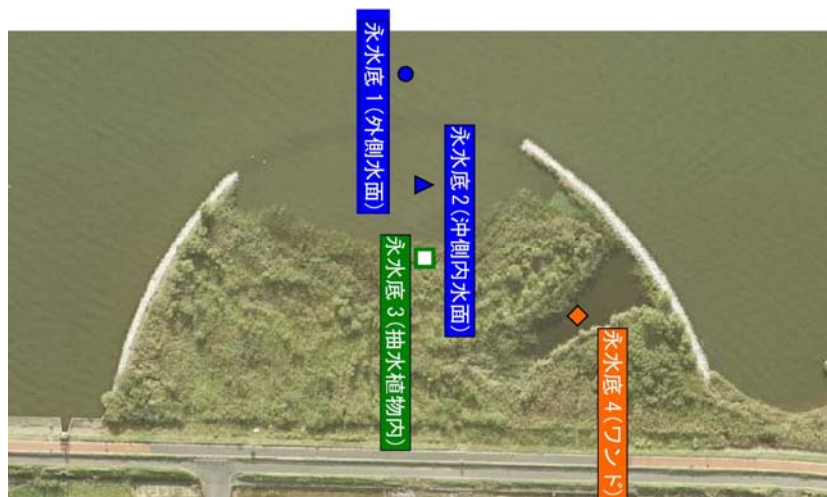 永水底 1 (外側水面)
永水底 2 (沖側内水面)
永水底 3 (抽水植物内)
永水底 4 (ワンド)